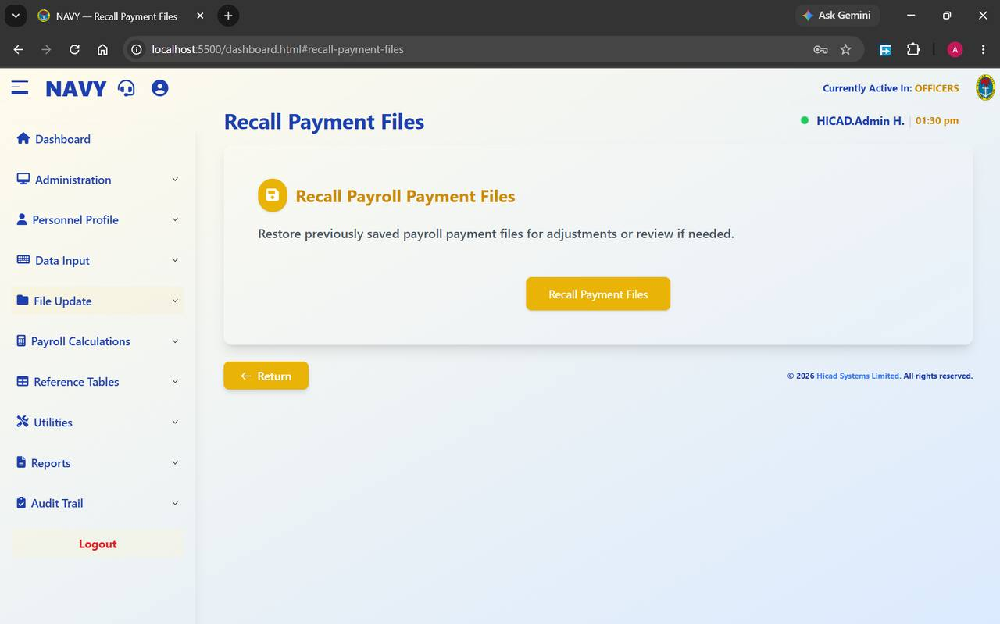 NAVY — Recall Payment Files
Ask Gemini
localhost:5500/dashboard.html#recall-payment-files
A
NAVY
Currently Active In: OFFICERS
Recall Payment Files
HICAD.Admin H. | 01:30 pm
Dashboard
Administration
Personnel Profile
Data Input
File Update
Payroll Calculations
Reference Tables
Utilities
Reports
Audit Trail
Logout
Recall Payroll Payment Files
Restore previously saved payroll payment files for adjustments or review if needed.
Recall Payment Files
Return
© 2026 Hicad Systems Limited. All rights reserved.